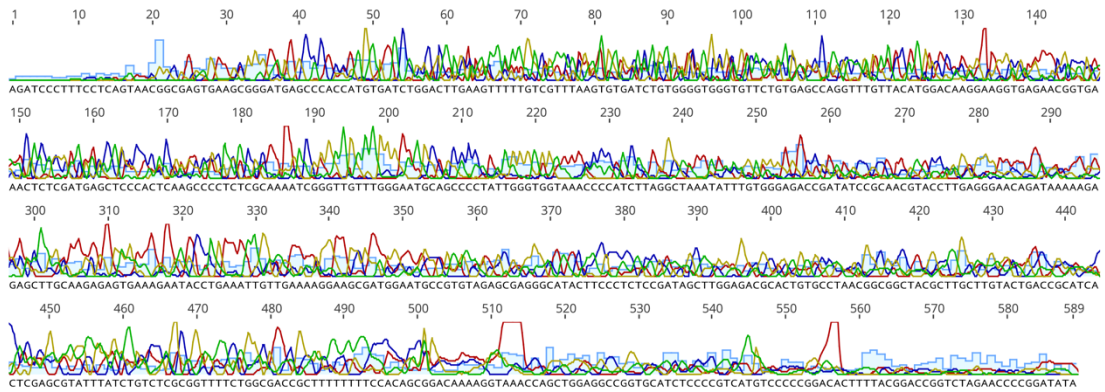 1 10 20 30 40 50 60 70 80 90 100 110 120 130 140
AGATCCCTTTCCTCAGTAACGGCGAGTGAAGCGGGATGAGCCCACCATGTGATCTGGACTTGAAGTTTTTGTCGTTTAAGTGTGATCTGTGGGGTGGGTGTTCTGTGAGCCAGGTTTGTTACATGGACAAGGAAGGTGAGAACGGTGA
150 160 170 180 190 200 210 220 230 240 250 260 270 280 290
AACTCTCGATGAGCTCCCACTCAAGCCCCTCTCGCAAAATCGGGTTGTTTGGGAATGCAGCCCCTATTGGGTGGTAAACCCCATCTTAGGCTAAATATTTGTGGGAGACCGATATCCGCAACGTACCTTGAGGGAACAGATAAAAAGA
300 310 320 330 340 350 360 370 380 390 400 410 420 430 440
GAGCTTGCAAGAGAGTGAAAGAATACCTGAAATTGTTGAAAAGGAAGCGATGGAATGCCGTGTAGAGCGAGGGCATACTTCCCTCTCCGATAGCTTGGAGACGCACTGTGCCTAACGGCGGCTACGCTTGCTTGTACTGACCGCATCA
450 460 470 480 490 500 510 520 530 540 550 560 570 580 589
CTCGAGCGTATTTATCTGTCTCGCGGTTTTCTGGCGACCGCTTTTTTTTTCCACAGCGGACAAAAGGTAAACCAGCTGGAGGCCGGTGCATCTCCCCGTCATGTCCCCCGGACACTTTTACGGACCCGTCTAGACCCCCGGGTATA